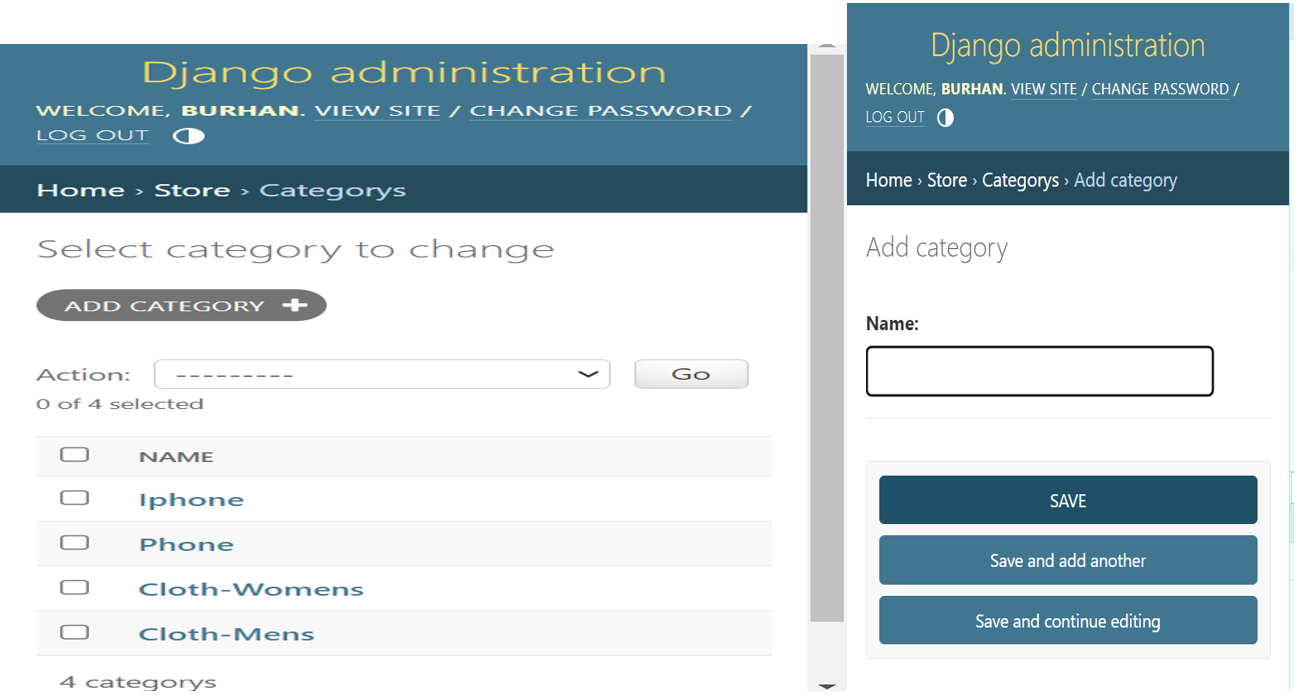 Django administration
WELCOME, BURHAN. VIEW SITE / CHANGE PASSWORD /
LOG OUT
Home › Store › Categorys
Select category to change
ADD CATEGORY +
Action: --------- Go
0 of 4 selected
NAME
Iphone
Phone
Cloth-Womens
Cloth-Mens
4 categorys
Django administration
WELCOME, BURHAN. VIEW SITE / CHANGE PASSWORD /
LOG OUT
Home › Store › Categorys › Add category
Add category
Name:
SAVE
Save and add another
Save and continue editing